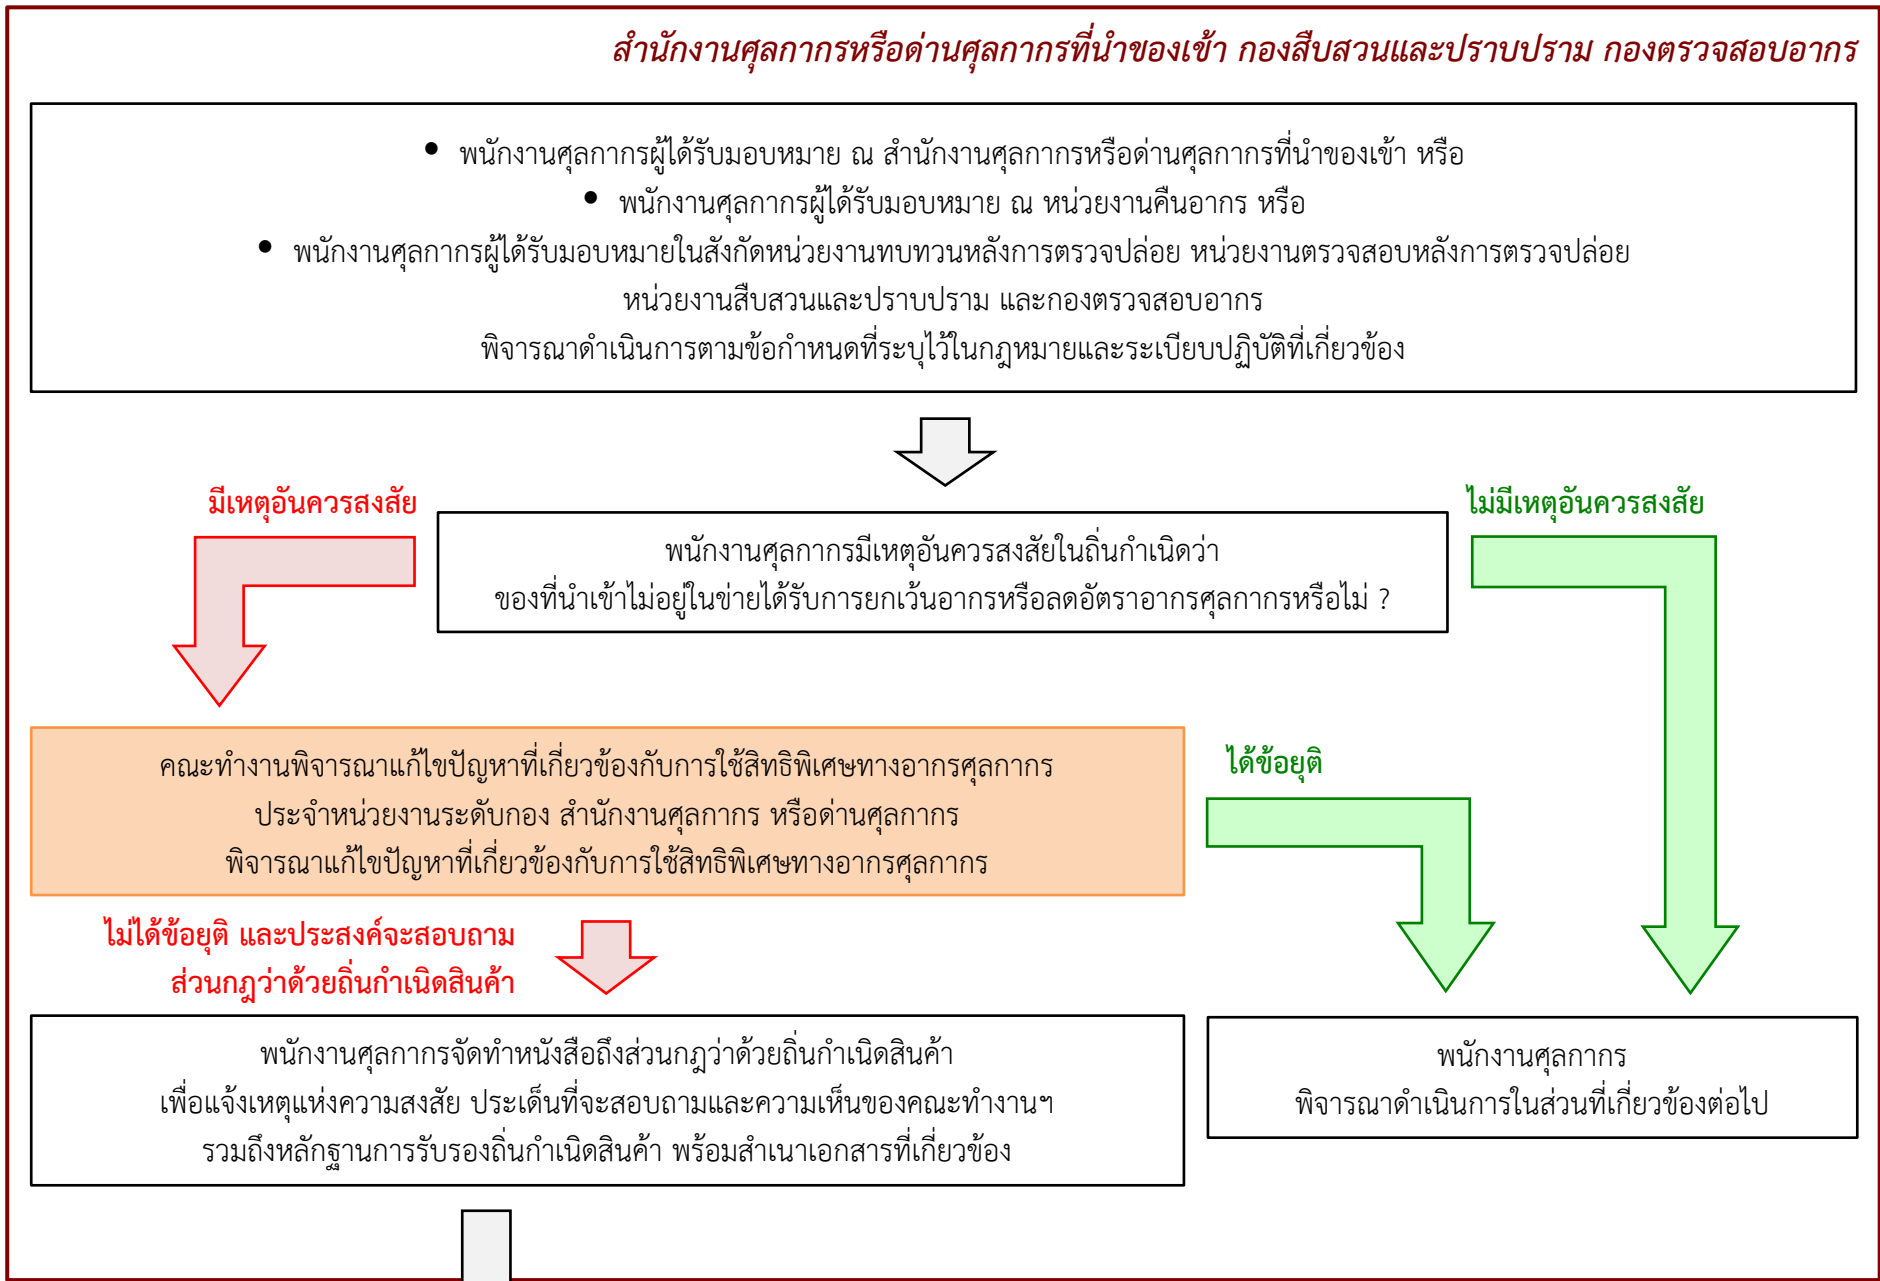 สำนักงานศุลกากรหรือด่านศุลกากรที่นำของเข้า กองสืบสวนและปราบปราม กองตรวจสอบอากร
• พนักงานศุลกากรผู้ได้รับมอบหมาย ณ สำนักงานศุลกากรหรือด่านศุลกากรที่นำของเข้า หรือ
• พนักงานศุลกากรผู้ได้รับมอบหมาย ณ หน่วยงานคืนอากร หรือ
• พนักงานศุลกากรผู้ได้รับมอบหมายในสังกัดหน่วยงานทบทวนหลังการตรวจปล่อย หน่วยงานตรวจสอบหลังการตรวจปล่อย
หน่วยงานสืบสวนและปราบปราม และกองตรวจสอบอากร
พิจารณาดำเนินการตามข้อกำหนดที่ระบุไว้ในกฎหมายและระเบียบปฏิบัติที่เกี่ยวข้อง
มีเหตุอันควรสงสัย
ไม่มีเหตุอันควรสงสัย
พนักงานศุลกากรมีเหตุอันควรสงสัยในถิ่นกำเนิดว่า
ของที่นำเข้าไม่อยู่ในข่ายได้รับการยกเว้นอากรหรือลดอัตราอากรศุลกากรหรือไม่ ?
คณะทำงานพิจารณาแก้ไขปัญหาที่เกี่ยวข้องกับการใช้สิทธิพิเศษทางอากรศุลกากร
ประจำหน่วยงานระดับกอง สำนักงานศุลกากร หรือด่านศุลกากร
พิจารณาแก้ไขปัญหาที่เกี่ยวข้องกับการใช้สิทธิพิเศษทางอากรศุลกากร
ได้ข้อยุติ
ไม่ได้ข้อยุติ และประสงค์จะสอบถาม
ส่วนกฎว่าด้วยถิ่นกำเนิดสินค้า
พนักงานศุลกากรจัดทำหนังสือถึงส่วนกฎว่าด้วยถิ่นกำเนิดสินค้า
เพื่อแจ้งเหตุแห่งความสงสัย ประเด็นที่จะสอบถามและความเห็นของคณะทำงานฯ
รวมถึงหลักฐานการรับรองถิ่นกำเนิดสินค้า พร้อมสำเนาเอกสารที่เกี่ยวข้อง
พนักงานศุลกากร
พิจารณาดำเนินการในส่วนที่เกี่ยวข้องต่อไป